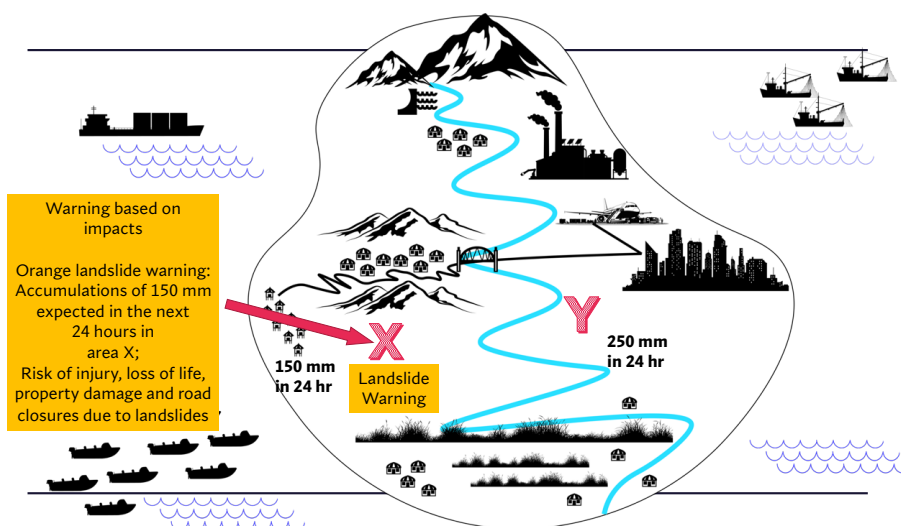 Warning based on
impacts
Orange landslide warning:
Accumulations of 150 mm
expected in the next
24 hours in
area X;
Risk of injury, loss of life,
property damage and road
closures due to landslides
X
Y
150 mm
in 24 hr
250 mm
in 24 hr
Landslide
Warning